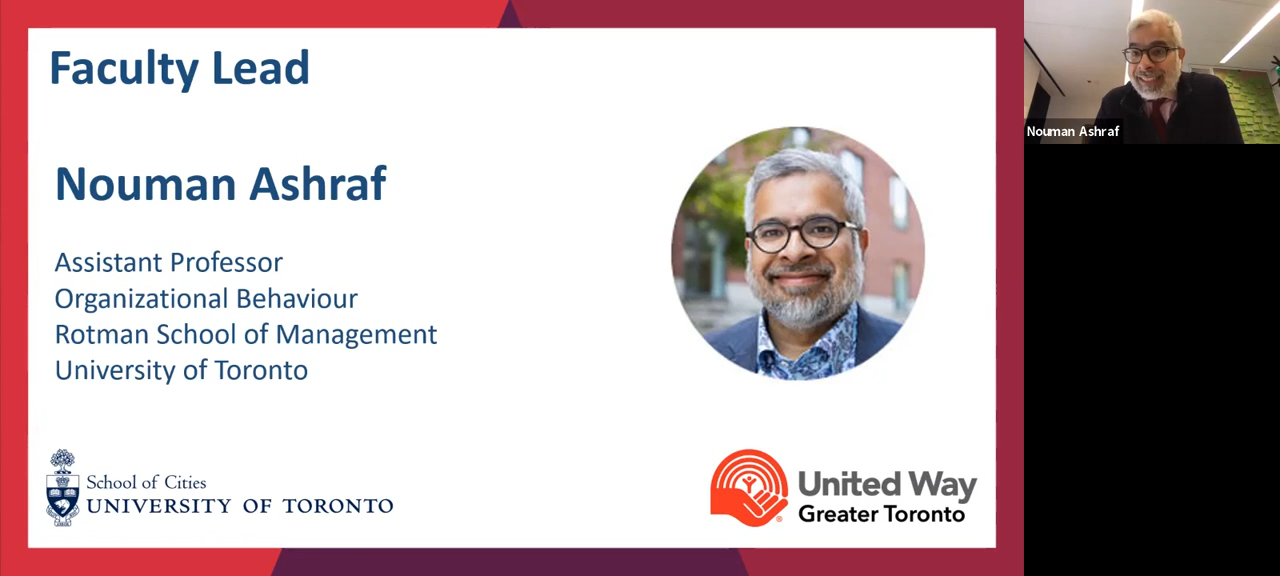 Faculty Lead
Nouman Ashraf
Assistant Professor
Organizational Behaviour
Rotman School of Management
University of Toronto
School of Cities
UNIVERSITY OF TORONTO
United Way
Greater Toronto
Nouman Ashraf